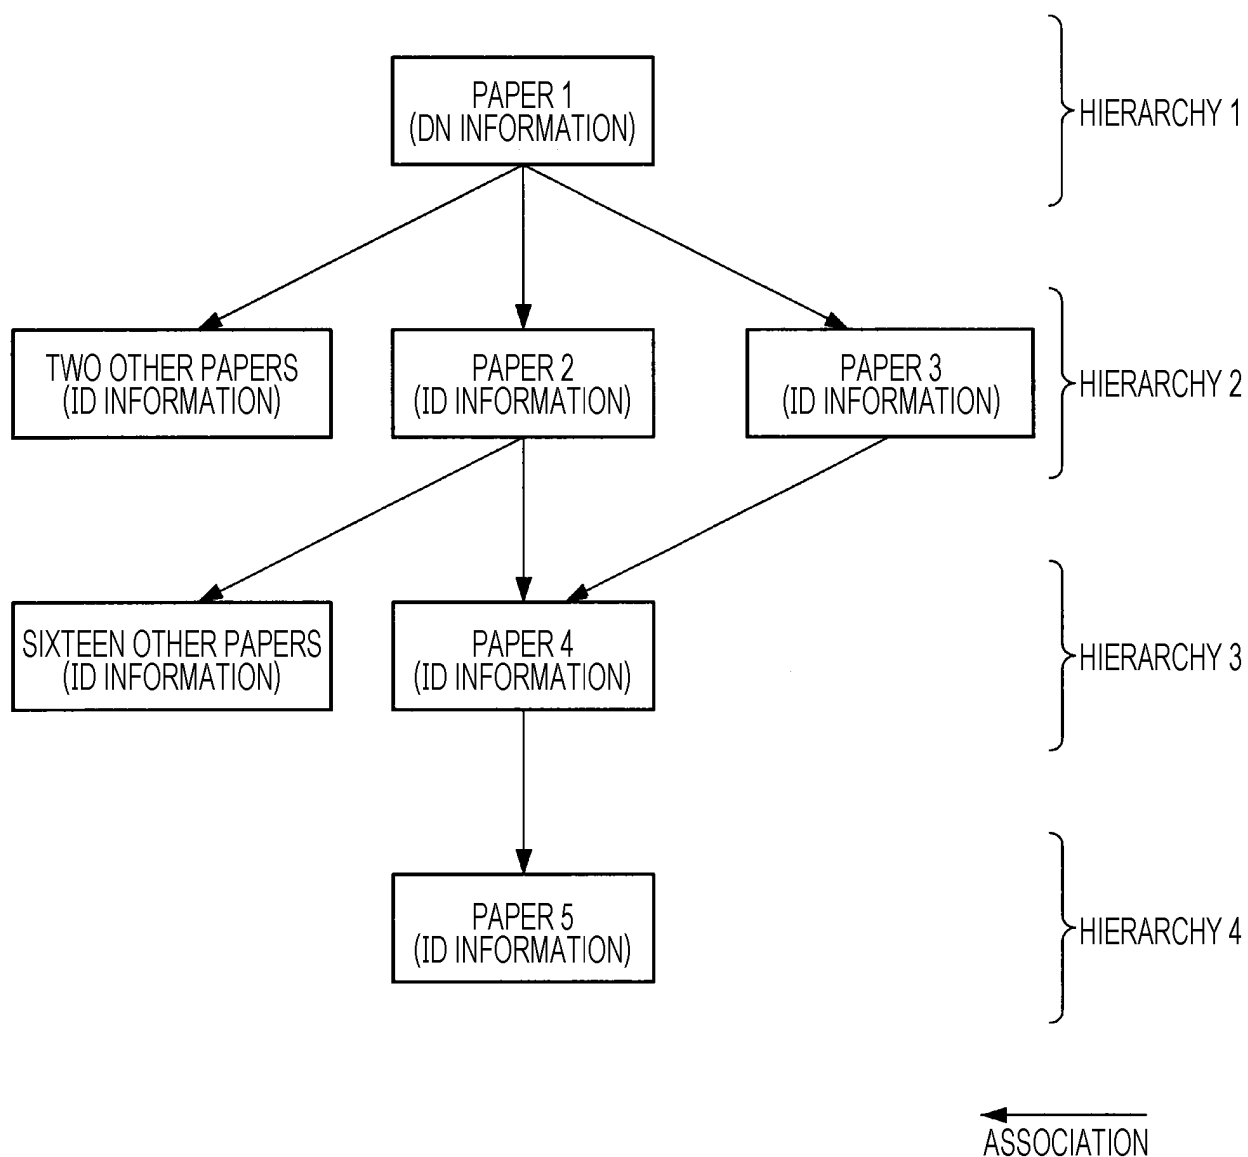 PAPER 1
(DN INFORMATION)
HIERARCHY 1
TWO OTHER PAPERS
(ID INFORMATION)
PAPER 2
(ID INFORMATION)
PAPER 3
(ID INFORMATION)
HIERARCHY 2
SIXTEEN OTHER PAPERS
(ID INFORMATION)
PAPER 4
(ID INFORMATION)
HIERARCHY 3
PAPER 5
(ID INFORMATION)
HIERARCHY 4
ASSOCIATION